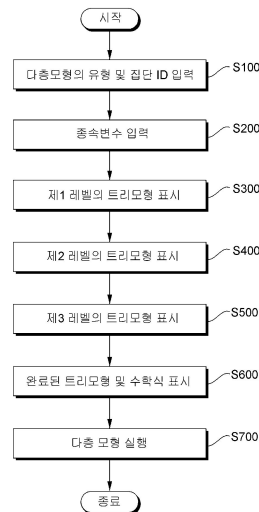 시작
다층모형의 유형 및 집단 ID 입력
S100
종속변수 입력
S200
제1 레벨의 트리모형 표시
S300
제2 레벨의 트리모형 표시
S400
제3 레벨의 트리모형 표시
S500
완료된 트리모형 및 수학식 표시
S600
다층 모형 실행
S700
종료